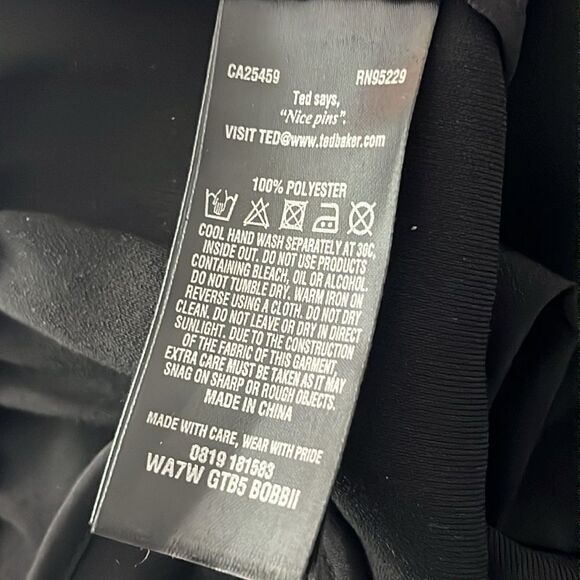 CA25459 RN95229
Ted says,
"Nice pins".
VISIT TED@www.tedbaker.com
100% POLYESTER
COOL HAND WASH SEPARATELY AT 30C,
INSIDE OUT. DO NOT USE PRODUCTS
CONTAINING BLEACH, OIL OR ALCOHOL.
DO NOT TUMBLE DRY. WARM IRON ON
REVERSE USING A CLOTH. DO NOT DRY
CLEAN. DO NOT LEAVE OR DRY IN DIRECT
SUNLIGHT. DUE TO THE CONSTRUCTION
OF THE FABRIC OF THIS GARMENT,
EXTRA CARE MUST BE TAKEN AS IT MAY
SNAG ON SHARP OR ROUGH OBJECTS.
MADE IN CHINA
MADE WITH CARE, WEAR WITH PRIDE
0819 181583
WA7W GTB5 BOBBII